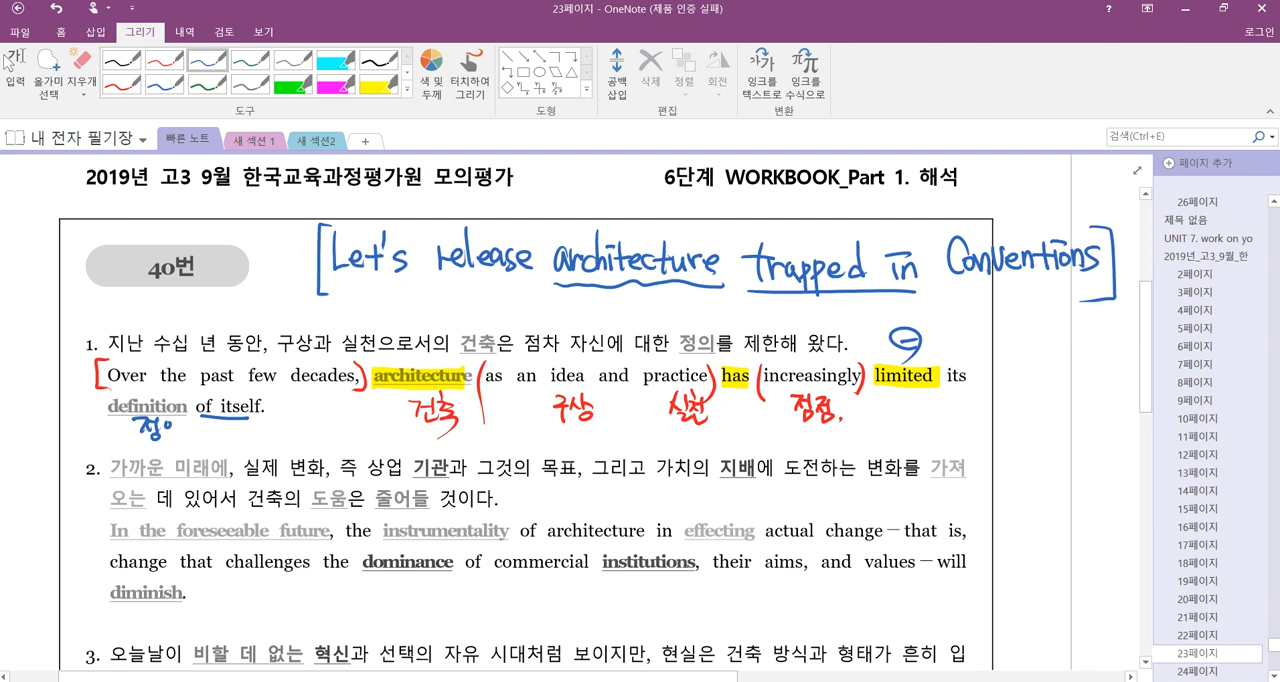 23페이지 - OneNote (제품 인증 실패)
파일 홈 삽입 그리기 내역 검토 보기 로그인
입력 올가미 선택 지우개 색 및 두께 터치하여 그리기 공백 삽입 삭제 정렬 회전 잉크를 텍스트로 잉크를 수식으로
도구 도형 편집 변환
내 전자 필기장 빠른 노트 새 섹션 1 새 섹션2 + 검색(Ctrl+E)
페이지 추가
26페이지
제목 없음
UNIT 7. work on yo
2019년_고3_9월_한
2페이지
3페이지
4페이지
5페이지
6페이지
7페이지
8페이지
9페이지
10페이지
11페이지
12페이지
13페이지
14페이지
15페이지
16페이지
17페이지
18페이지
19페이지
20페이지
21페이지
22페이지
23페이지
24페이지
2019년 고3 9월 한국교육과정평가원 모의평가 6단계 WORKBOOK_Part 1. 해석
40번
[Let's release architecture trapped in Conventions]
1. 지난 수십 년 동안, 구상과 실천으로서의 건축은 점차 자신에 대한 정의를 제한해 왔다.
[Over the past few decades,) architecture (as an idea and practice) has (increasingly) limited its
건축 구상 실천 점점.
definition of itself.
2. 가까운 미래에, 실제 변화, 즉 상업 기관과 그것의 목표, 그리고 가치의 지배에 도전하는 변화를 가져
오는 데 있어서 건축의 도움은 줄어들 것이다.
In the foreseeable future, the instrumentality of architecture in effecting actual change－that is,
change that challenges the dominance of commercial institutions, their aims, and values－will
diminish.
3. 오늘날이 비할 데 없는 혁신과 선택의 자유 시대처럼 보이지만, 현실은 건축 방식과 형태가 흔히 입